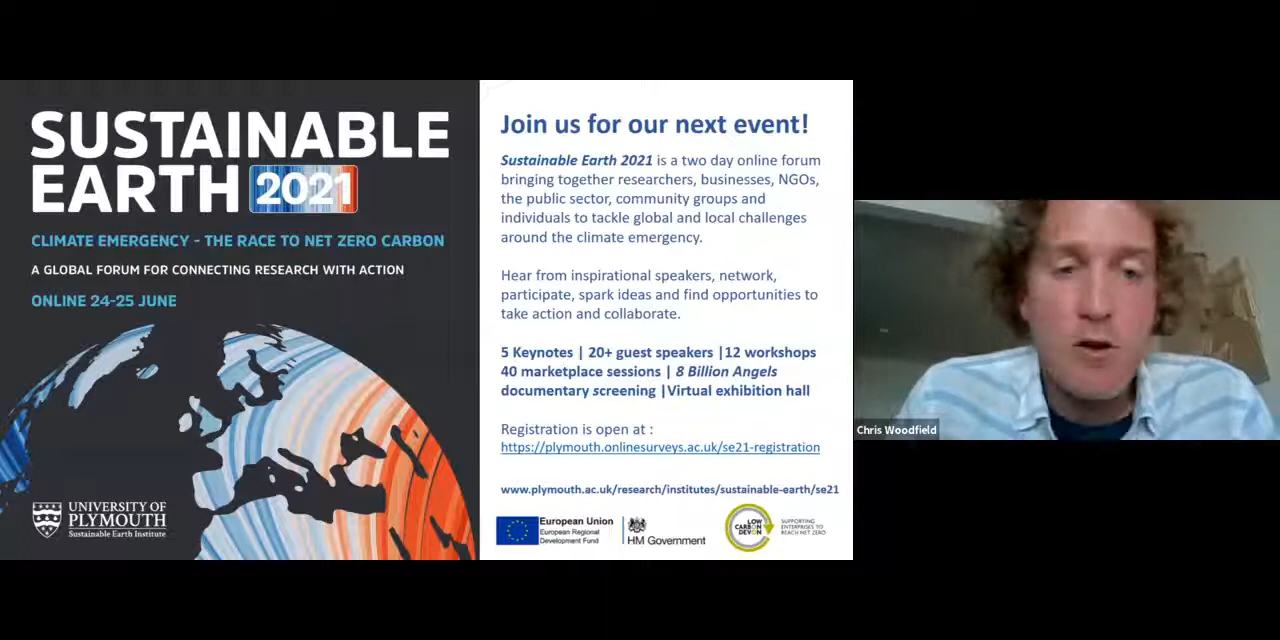 SUSTAINABLE
EARTH 2021
CLIMATE EMERGENCY - THE RACE TO NET ZERO CARBON
A GLOBAL FORUM FOR CONNECTING RESEARCH WITH ACTION
ONLINE 24-25 JUNE
UNIVERSITY OF
PLYMOUTH
Sustainable Earth Institute
Join us for our next event!
Sustainable Earth 2021 is a two day online forum
bringing together researchers, businesses, NGOs,
the public sector, community groups and
individuals to tackle global and local challenges
around the climate emergency.
Hear from inspirational speakers, network,
participate, spark ideas and find opportunities to
take action and collaborate.
5 Keynotes | 20+ guest speakers |12 workshops
40 marketplace sessions | 8 Billion Angels
documentary screening |Virtual exhibition hall
Registration is open at :
https://plymouth.onlinesurveys.ac.uk/se21-registration
www.plymouth.ac.uk/research/institutes/sustainable-earth/se21
European Union
European Regional
Development Fund
HM Government
LOW
CARBON
DEVON
SUPPORTING
ENTERPRISES TO
REACH NET ZERO
Chris Woodfield